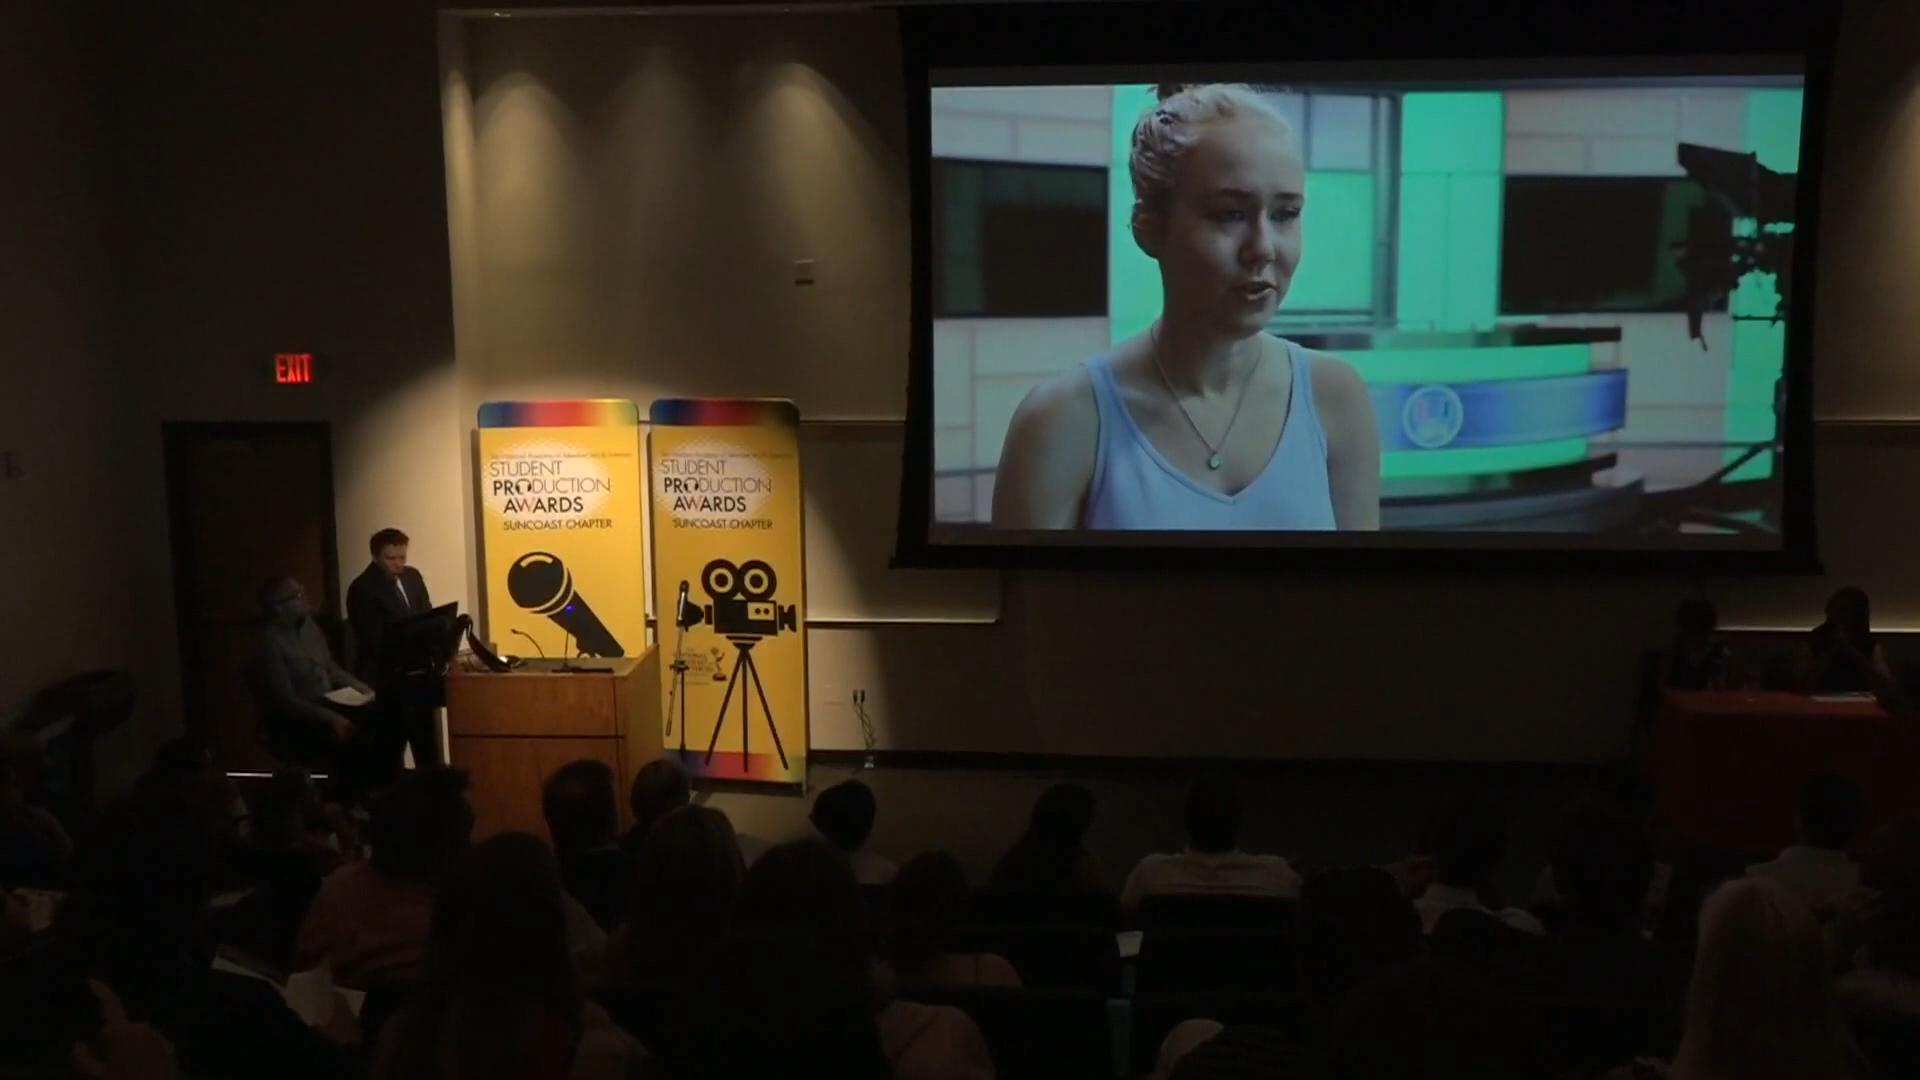 EXIT
STUDENT
PRODUCTION
AWARDS
SUNCOAST CHAPTER
STUDENT
PRODUCTION
AWARDS
SUNCOAST CHAPTER